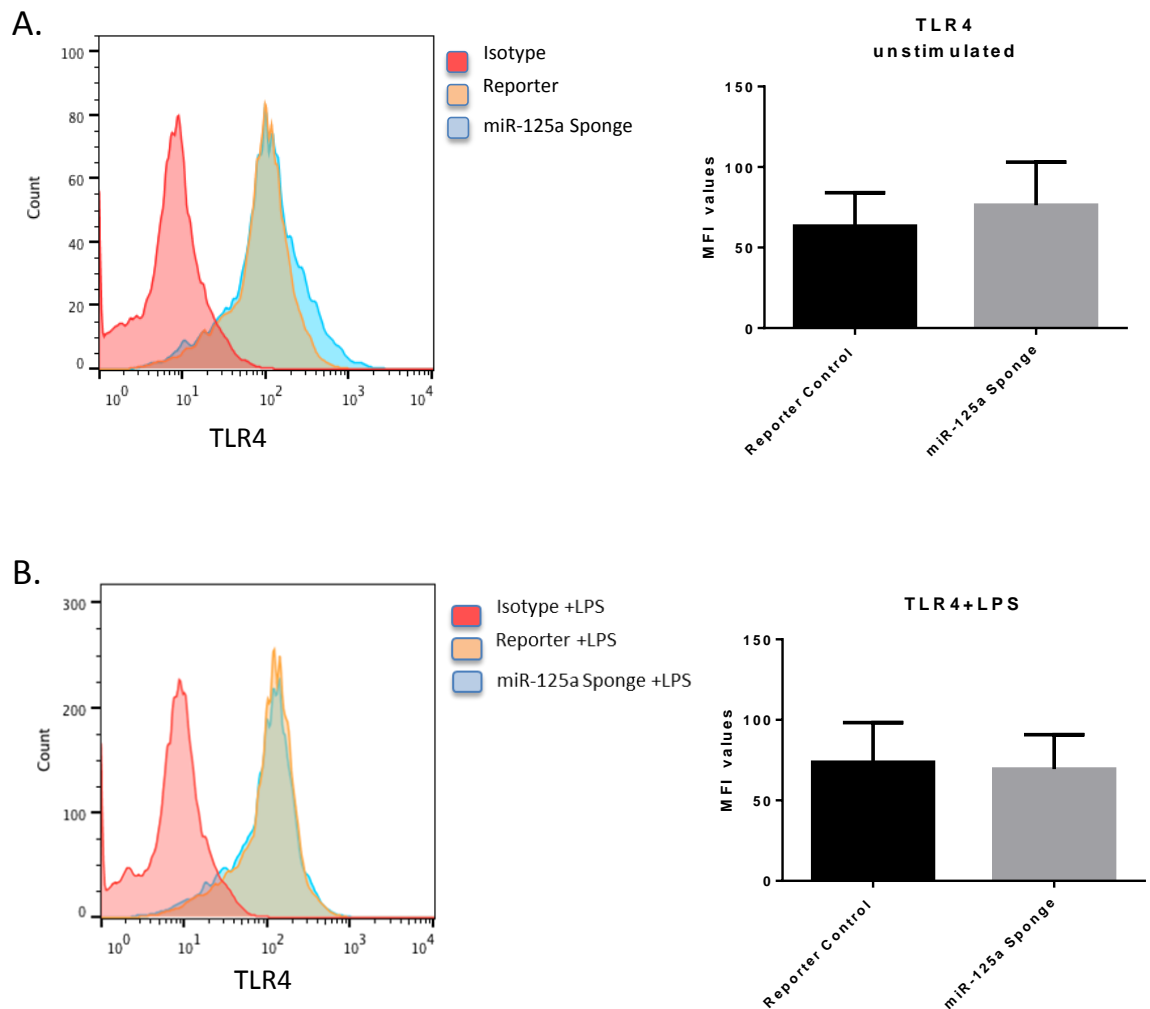 A.
100
80
60
40
20
0
Count
10^0 10^1 10^2 10^3 10^4
TLR4
Isotype
Reporter
miR-125a Sponge
TLR4
unstimulated
150
100
50
0
MFI values
Reporter Control
miR-125a Sponge
B.
300
200
100
0
Count
10^0 10^1 10^2 10^3 10^4
TLR4
Isotype +LPS
Reporter +LPS
miR-125a Sponge +LPS
TLR4+LPS
150
100
50
0
MFI values
Reporter Control
miR-125a Sponge